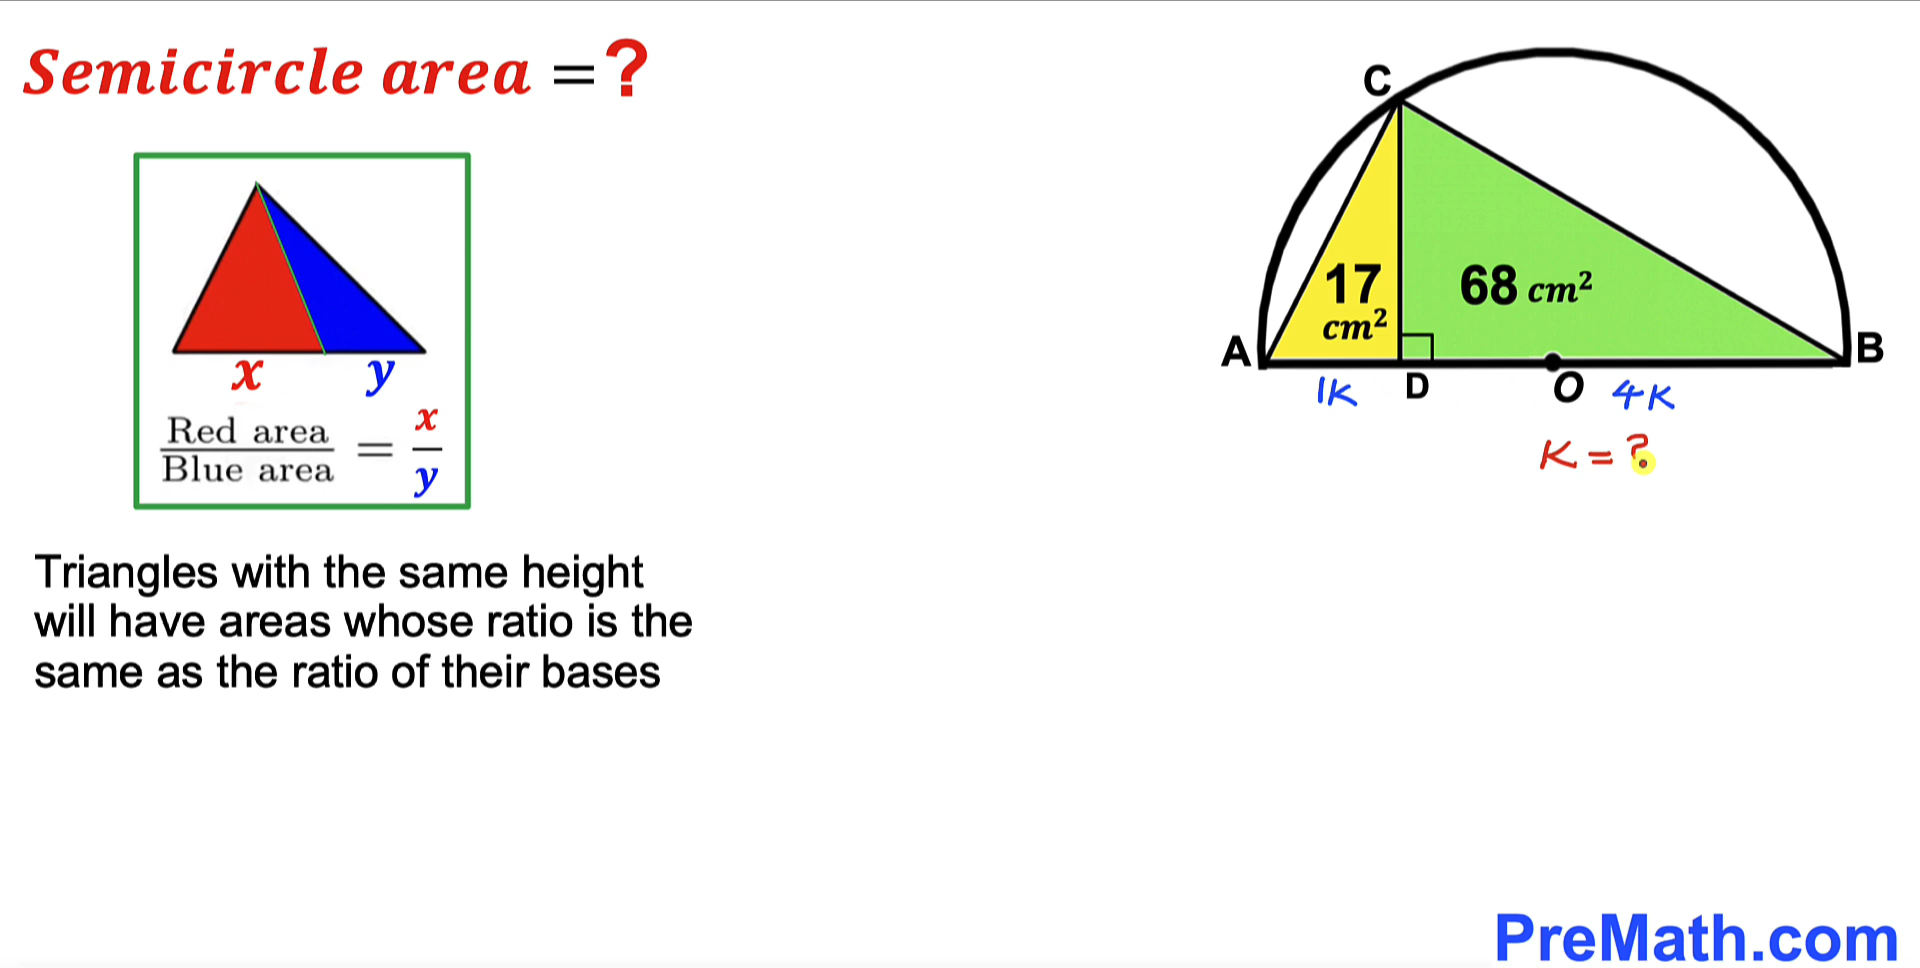 Semicircle area = ?
x y
Red area / Blue area = x / y
Triangles with the same height
will have areas whose ratio is the
same as the ratio of their bases
C
17 cm²
68 cm²
A B
1K D O 4K
K = ?
PreMath.com